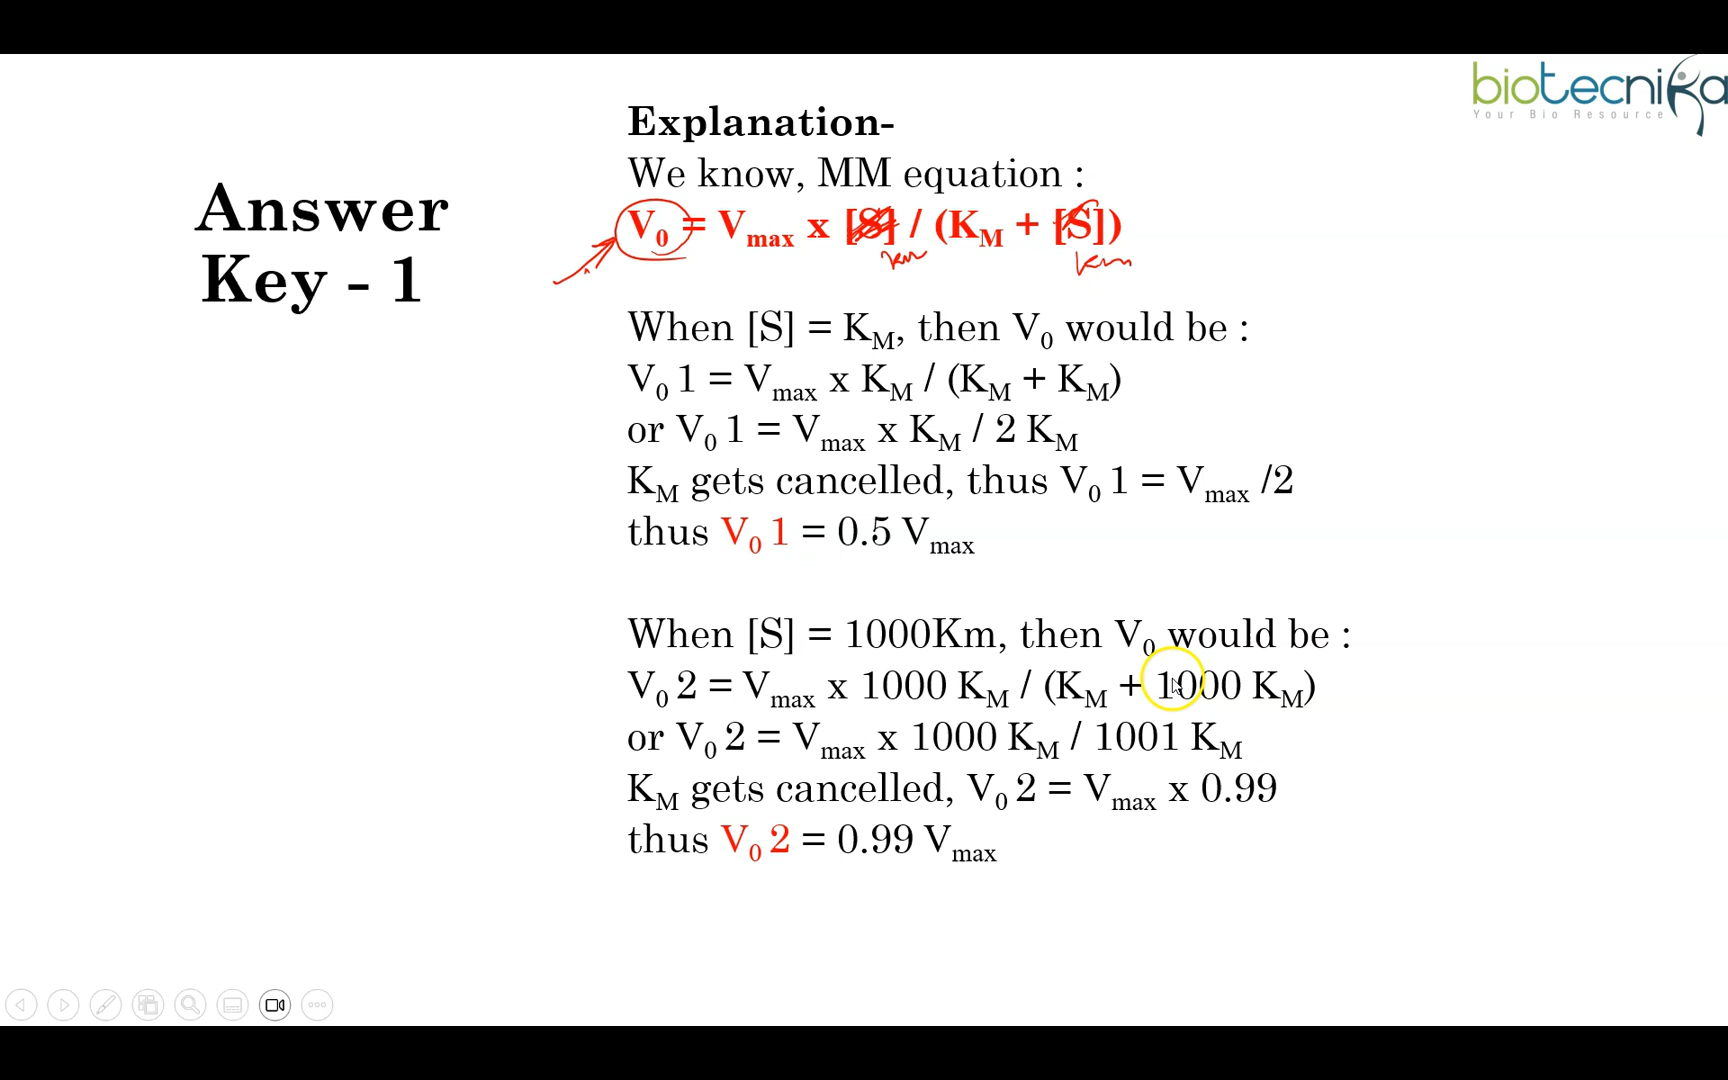 biotecnika
Your Bio Resource
Answer
Key - 1
Explanation-
We know, MM equation :
V₀ = Vmax x [S] / (KM + [S])
km km
When [S] = KM, then V₀ would be :
V₀ 1 = Vmax x KM / (KM + KM)
or V₀ 1 = Vmax x KM / 2 KM
KM gets cancelled, thus V₀ 1 = Vmax /2
thus V₀ 1 = 0.5 Vmax
When [S] = 1000Km, then V₀ would be :
V₀ 2 = Vmax x 1000 KM / (KM + 1000 KM)
or V₀ 2 = Vmax x 1000 KM / 1001 KM
KM gets cancelled, V₀ 2 = Vmax x 0.99
thus V₀ 2 = 0.99 Vmax